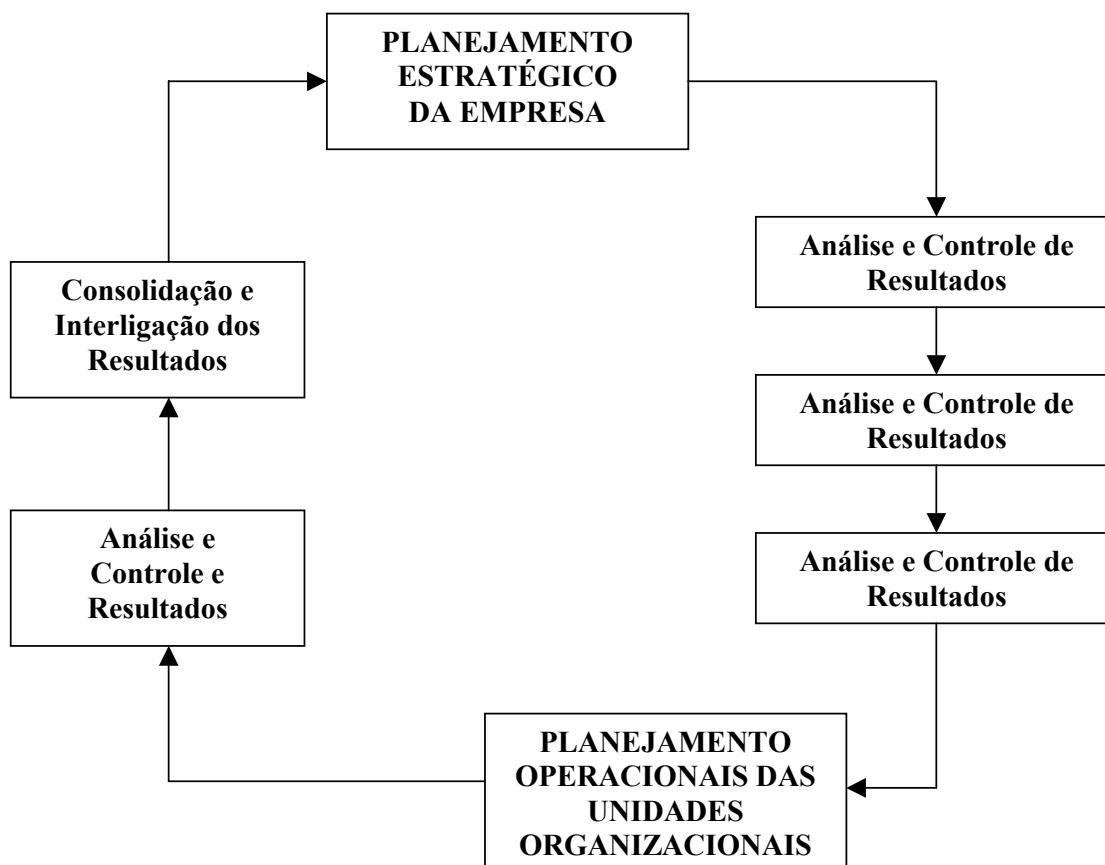 PLANEJAMENTO
ESTRATÉGICO
DA EMPRESA
Análise e Controle de
Resultados
Consolidação e
Interligação dos
Resultados
Análise e Controle de
Resultados
Análise e
Controle e
Resultados
Análise e Controle de
Resultados
PLANEJAMENTO
OPERACIONAIS DAS
UNIDADES
ORGANIZACIONAIS